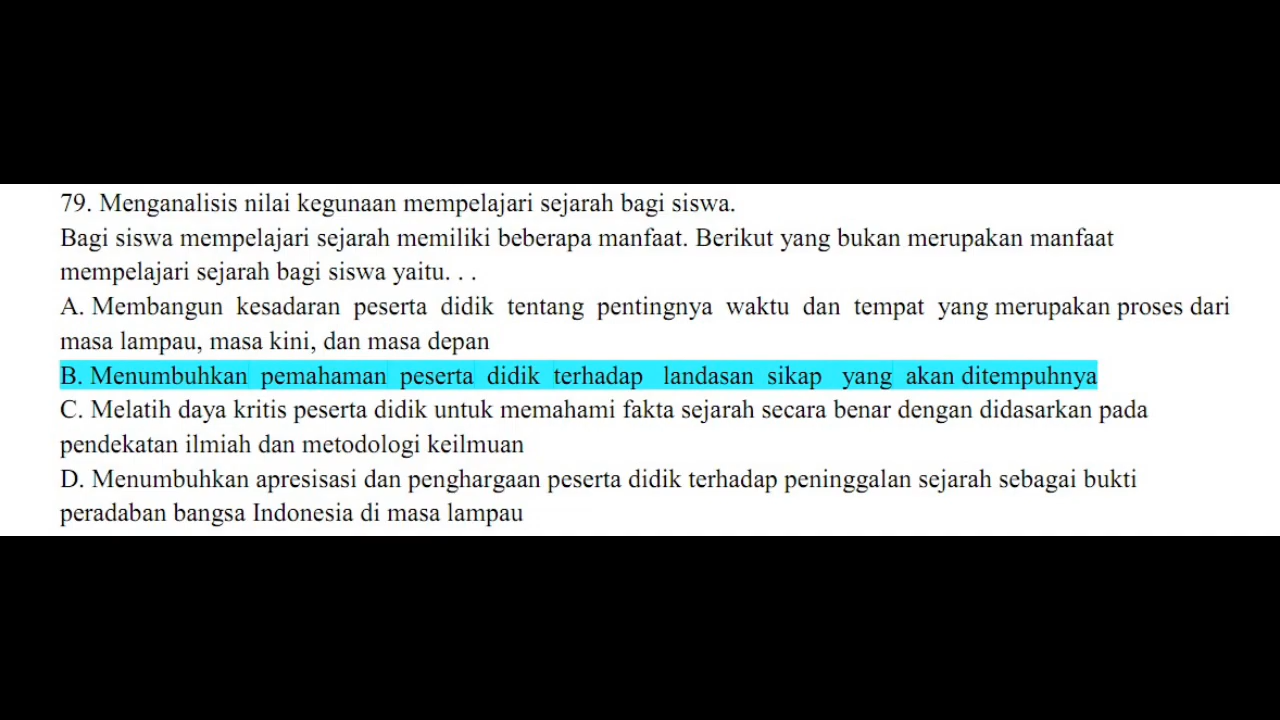 79. Menganalisis nilai kegunaan mempelajari sejarah bagi siswa.
Bagi siswa mempelajari sejarah memiliki beberapa manfaat. Berikut yang bukan merupakan manfaat
mempelajari sejarah bagi siswa yaitu. . .
A. Membangun kesadaran peserta didik tentang pentingnya waktu dan tempat yang merupakan proses dari
masa lampau, masa kini, dan masa depan
B. Menumbuhkan pemahaman peserta didik terhadap landasan sikap yang akan ditempuhnya
C. Melatih daya kritis peserta didik untuk memahami fakta sejarah secara benar dengan didasarkan pada
pendekatan ilmiah dan metodologi keilmuan
D. Menumbuhkan apresisasi dan penghargaan peserta didik terhadap peninggalan sejarah sebagai bukti
peradaban bangsa Indonesia di masa lampau